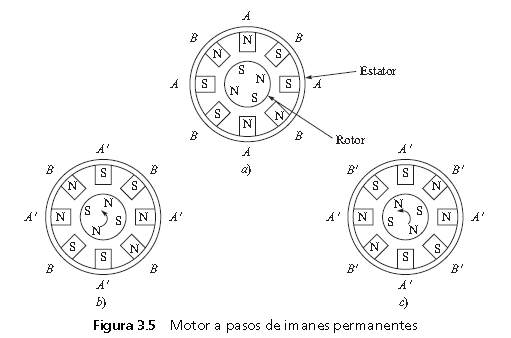 A
B N B
N S
S
A S N S A Estator
N S
S N
B N B Rotor
A
a)
A' A'
B S B B' S B'
N S S N
N N
A' N S S N A' A' N S S N A'
N N
S N N S
B S B B' S B'
A' A'
b) c)
Figura 3.5 Motor a pasos de imanes permanentes